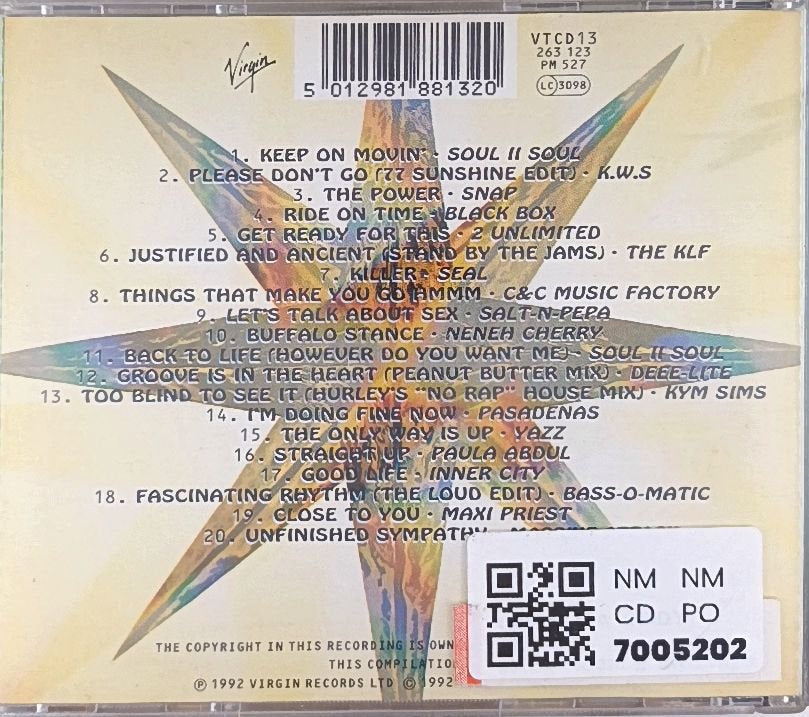 Virgin
VTCD13
263 123
PM 527
LC 3098
5 012981 881320
1. KEEP ON MOVIN' · SOUL II SOUL
2. PLEASE DON'T GO (77 SUNSHINE EDIT) · K.W.S
3. THE POWER · SNAP
4. RIDE ON TIME · BLACK BOX
5. GET READY FOR THIS · 2 UNLIMITED
6. JUSTIFIED AND ANCIENT (STAND BY THE JAMS) · THE KLF
7. KILLER · SEAL
8. THINGS THAT MAKE YOU GO HMMM · C&C MUSIC FACTORY
9. LET'S TALK ABOUT SEX · SALT-N-PEPA
10. BUFFALO STANCE · NENEH CHERRY
11. BACK TO LIFE (HOWEVER DO YOU WANT ME) · SOUL II SOUL
12. GROOVE IS IN THE HEART (PEANUT BUTTER MIX) · DEEE-LITE
13. TOO BLIND TO SEE IT (HURLEY'S "NO RAP" HOUSE MIX) · KYM SIMS
14. I'M DOING FINE NOW · PASADENAS
15. THE ONLY WAY IS UP · YAZZ
16. STRAIGHT UP · PAULA ABDUL
17. GOOD LIFE · INNER CITY
18. FASCINATING RHYTHM (THE LOUD EDIT) · BASS-O-MATIC
19. CLOSE TO YOU · MAXI PRIEST
20. UNFINISHED SYMPATHY ·
NM NM
CD PO
7005202
THE COPYRIGHT IN THIS RECORDING IS OWN
THIS COMPILATIO
℗ 1992 VIRGIN RECORDS LTD © 1992